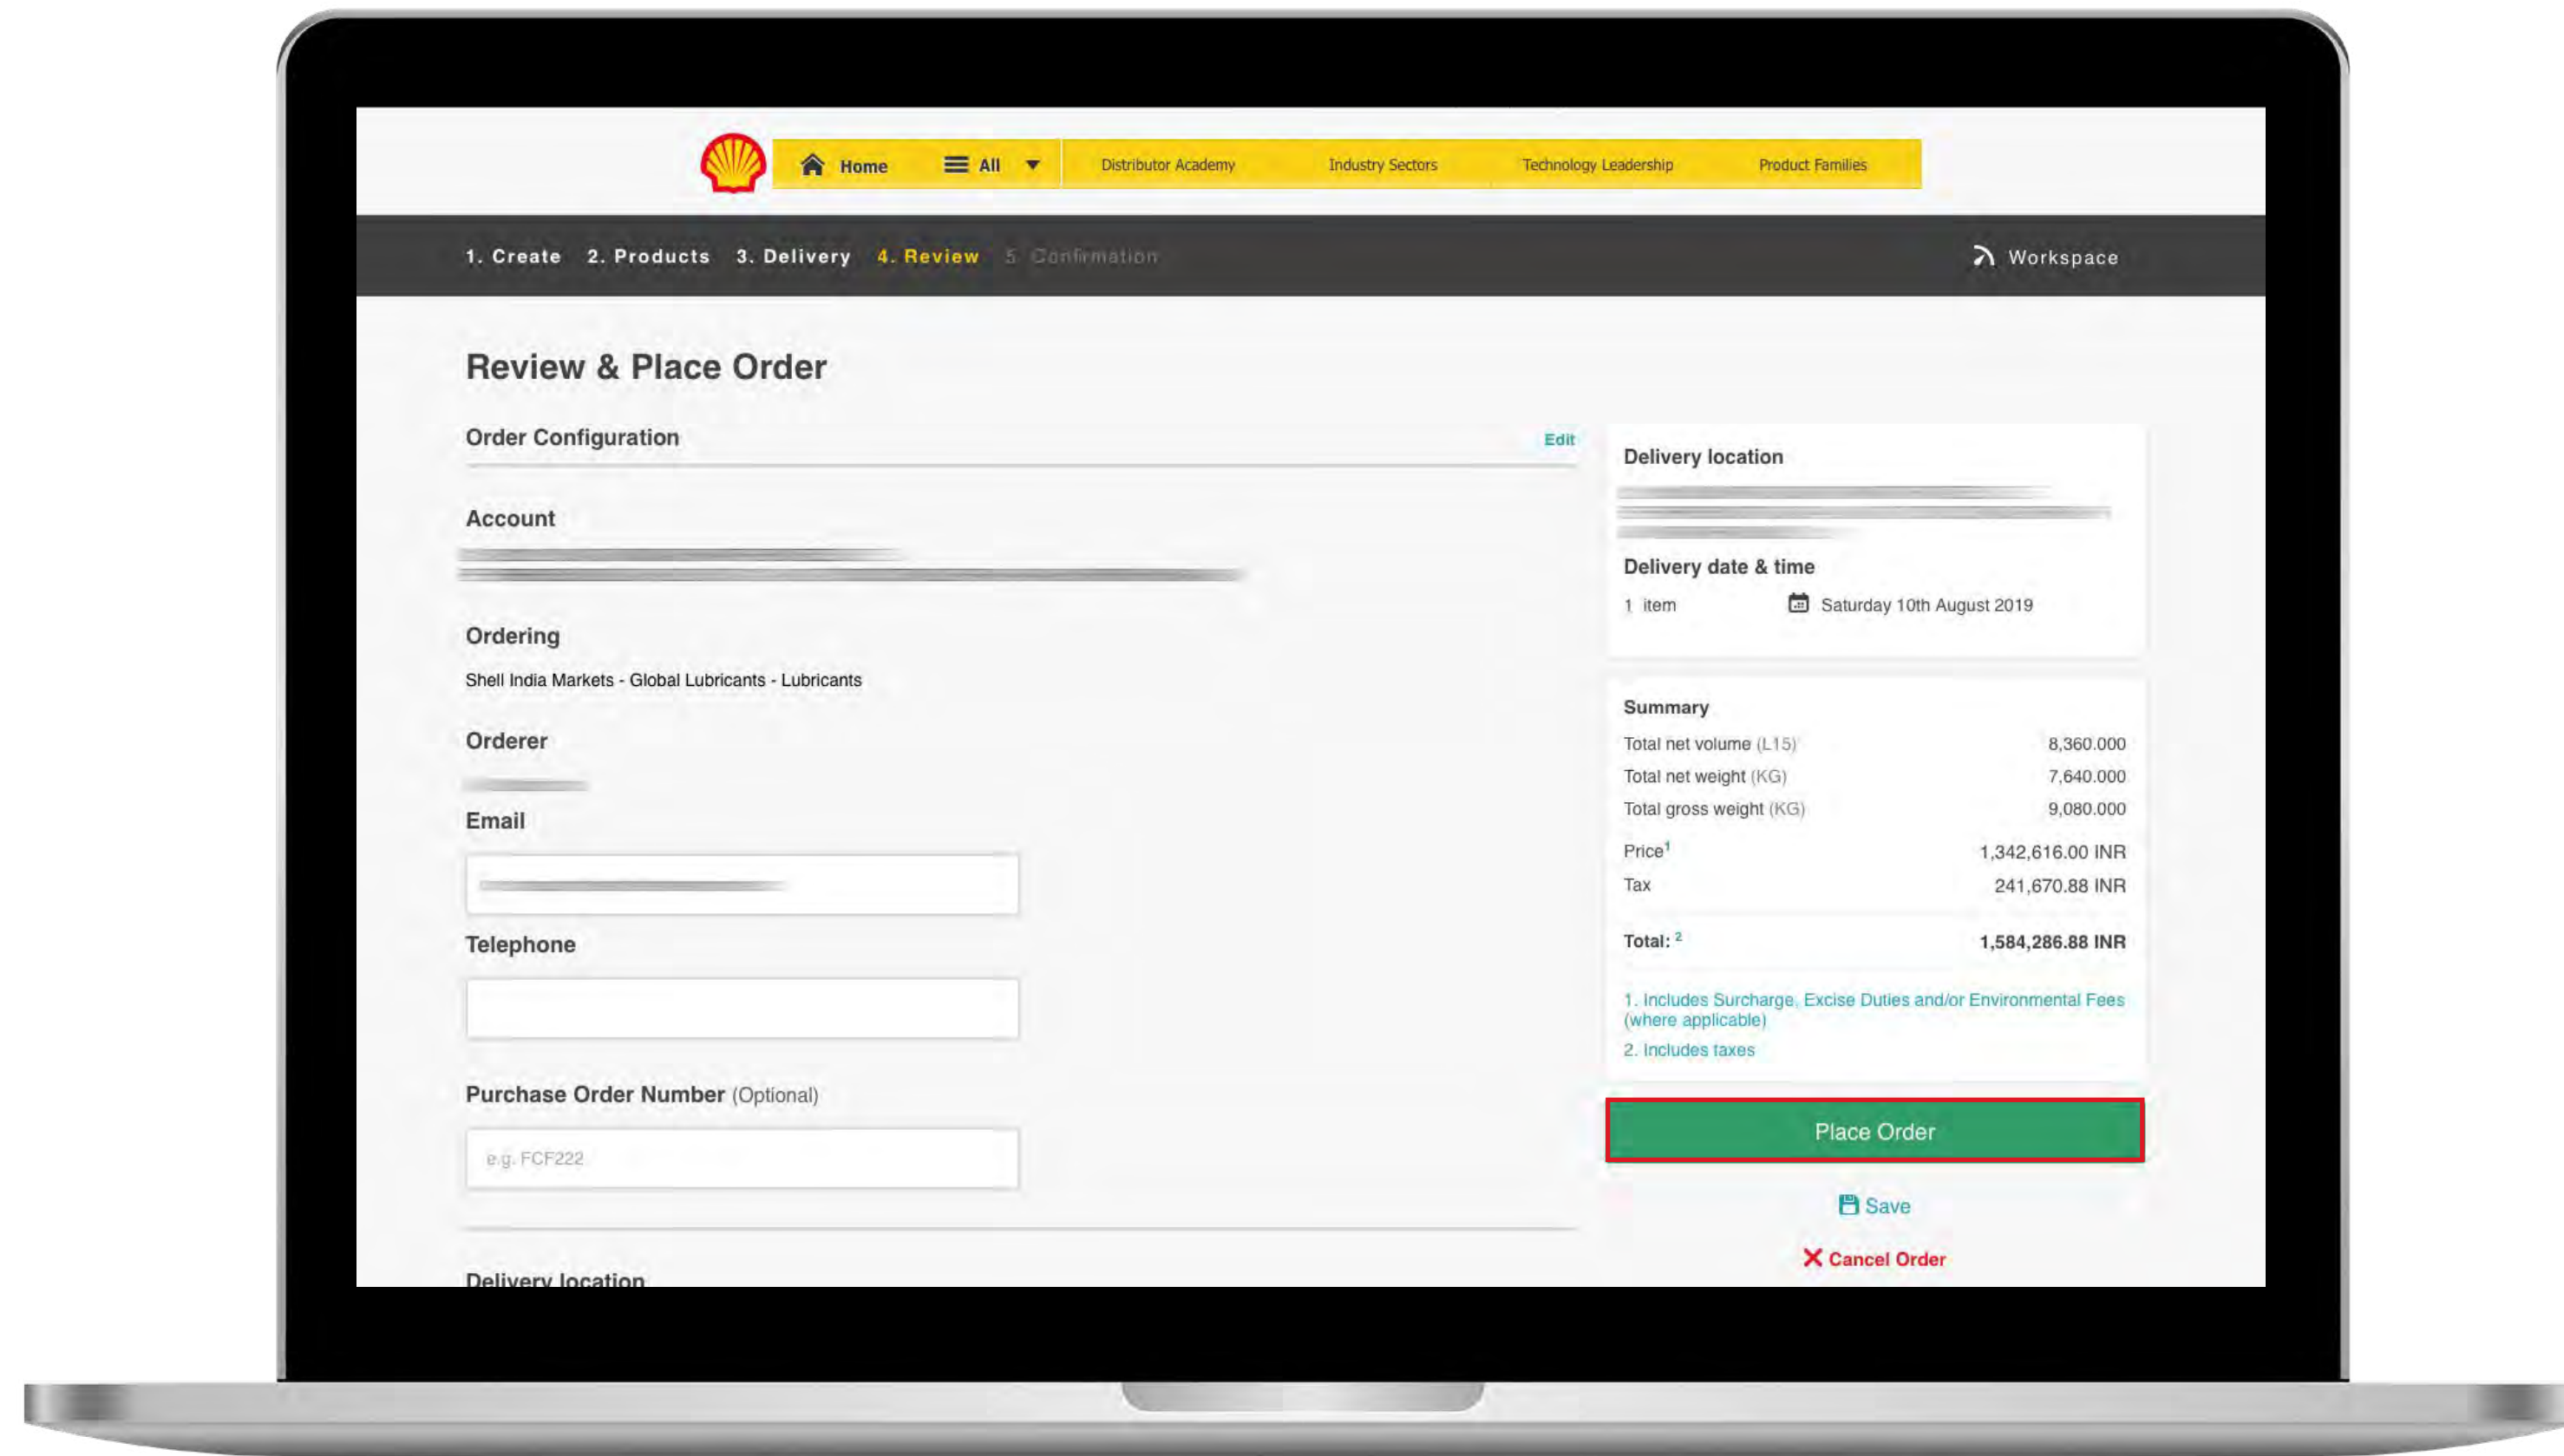 Home All Distributor Academy Industry Sectors Technology Leadership Product Families
1. Create 2. Products 3. Delivery 4. Review 5. Confirmation Workspace
Review & Place Order
Order Configuration Edit
Account
Ordering
Shell India Markets - Global Lubricants - Lubricants
Orderer
Email
Telephone
Purchase Order Number (Optional)
e.g. FCF222
Delivery location
Delivery location
Delivery date & time
1 item Saturday 10th August 2019
Summary
Total net volume (L15) 8,360.000
Total net weight (KG) 7,640.000
Total gross weight (KG) 9,080.000
Price1 1,342,616.00 INR
Tax 241,670.88 INR
Total: 2 1,584,286.88 INR
1. Includes Surcharge, Excise Duties and/or Environmental Fees
(where applicable)
2. Includes taxes
Place Order
Save
Cancel Order